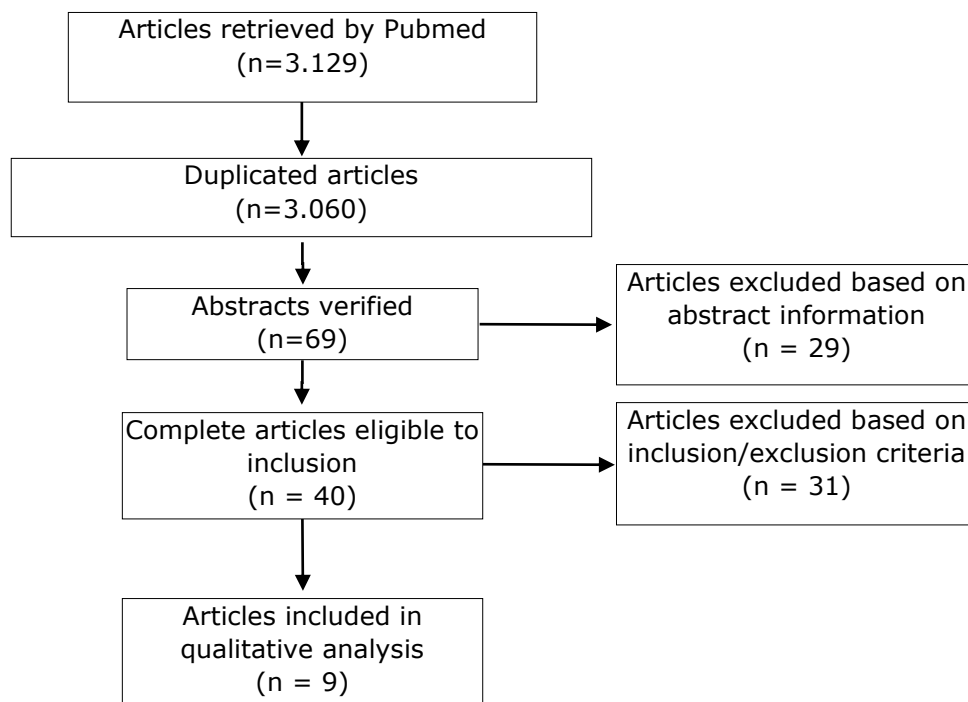 Articles retrieved by Pubmed
(n=3.129)
Duplicated articles
(n=3.060)
Abstracts verified
(n=69)
Articles excluded based on
abstract information
(n = 29)
Complete articles eligible to
inclusion
(n = 40)
Articles excluded based on
inclusion/exclusion criteria
(n = 31)
Articles included in
qualitative analysis
(n = 9)